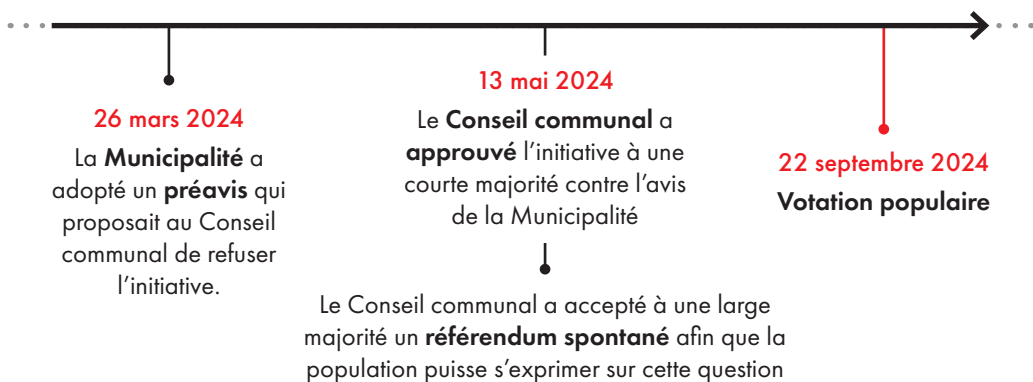 26 mars 2024
La Municipalité a
adopté un préavis qui
proposait au Conseil
communal de refuser
l’initiative.
13 mai 2024
Le Conseil communal a
approuvé l’initiative à une
courte majorité contre l’avis
de la Municipalité
Le Conseil communal a accepté à une large
majorité un référendum spontané afin que la
population puisse s’exprimer sur cette question
22 septembre 2024
Votation populaire